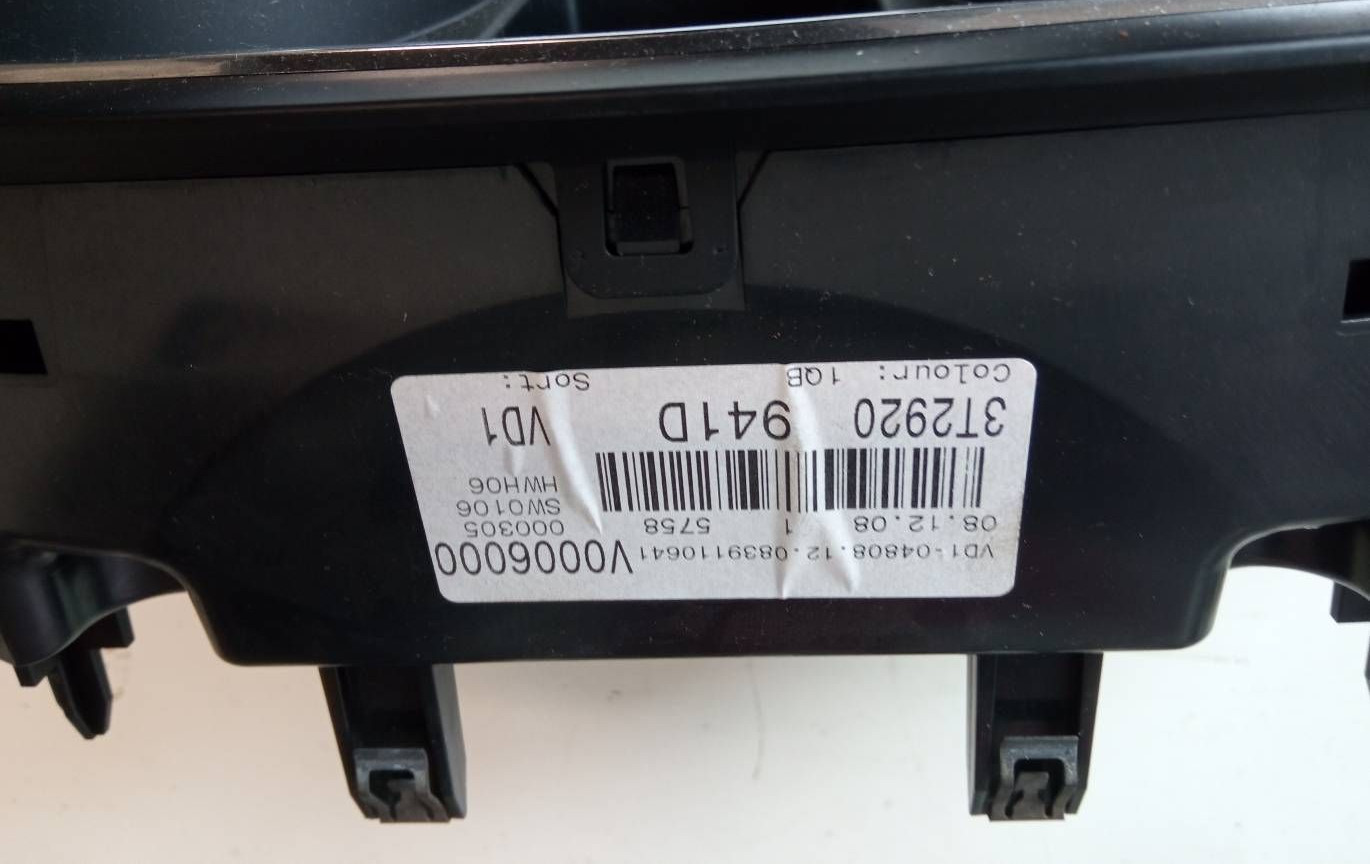 VD1-04808.12.0839110641 V0006000
08.12.08 1 5758 000305
SW0106
HWH06
3T2920 941D VD1
Colour: 1QB Sort: